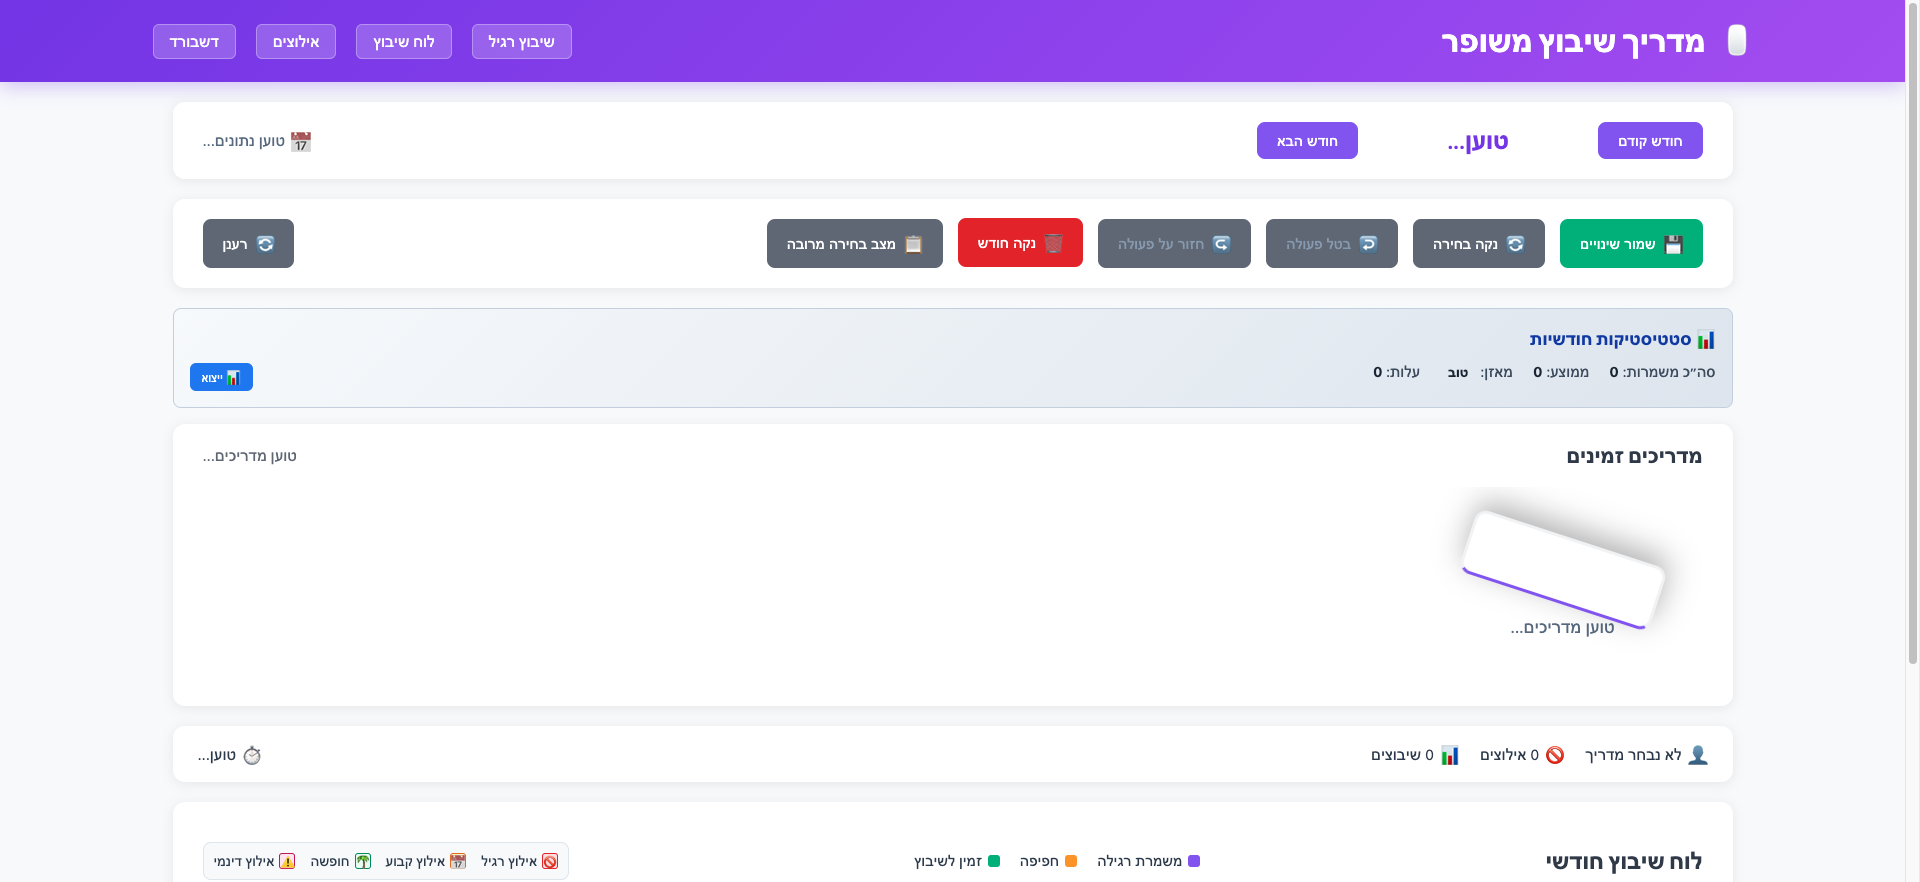 מדריך שיבוץ משופר
שיבוץ רגיל
לוח שיבוץ
אילוצים
דשבורד
חודש קודם
טוען...
חודש הבא
טוען נתונים...
שמור שינויים
נקה בחירה
בטל פעולה
חזור על פעולה
נקה חודש
מצב בחירה מרובה
רענן
סטטיסטיקות חודשיות
סה״כ משמרות: 0 ממוצע: 0 מאזן: טוב עלות: 0
ייצוא
מדריכים זמינים
טוען מדריכים...
טוען מדריכים...
לא נבחר מדריך
0 אילוצים
0 שיבוצים
טוען...
לוח שיבוץ חודשי
משמרת רגילה
חפיפה
זמין לשיבוץ
אילוץ רגיל
אילוץ קבוע
חופשה
אילוץ דינמי